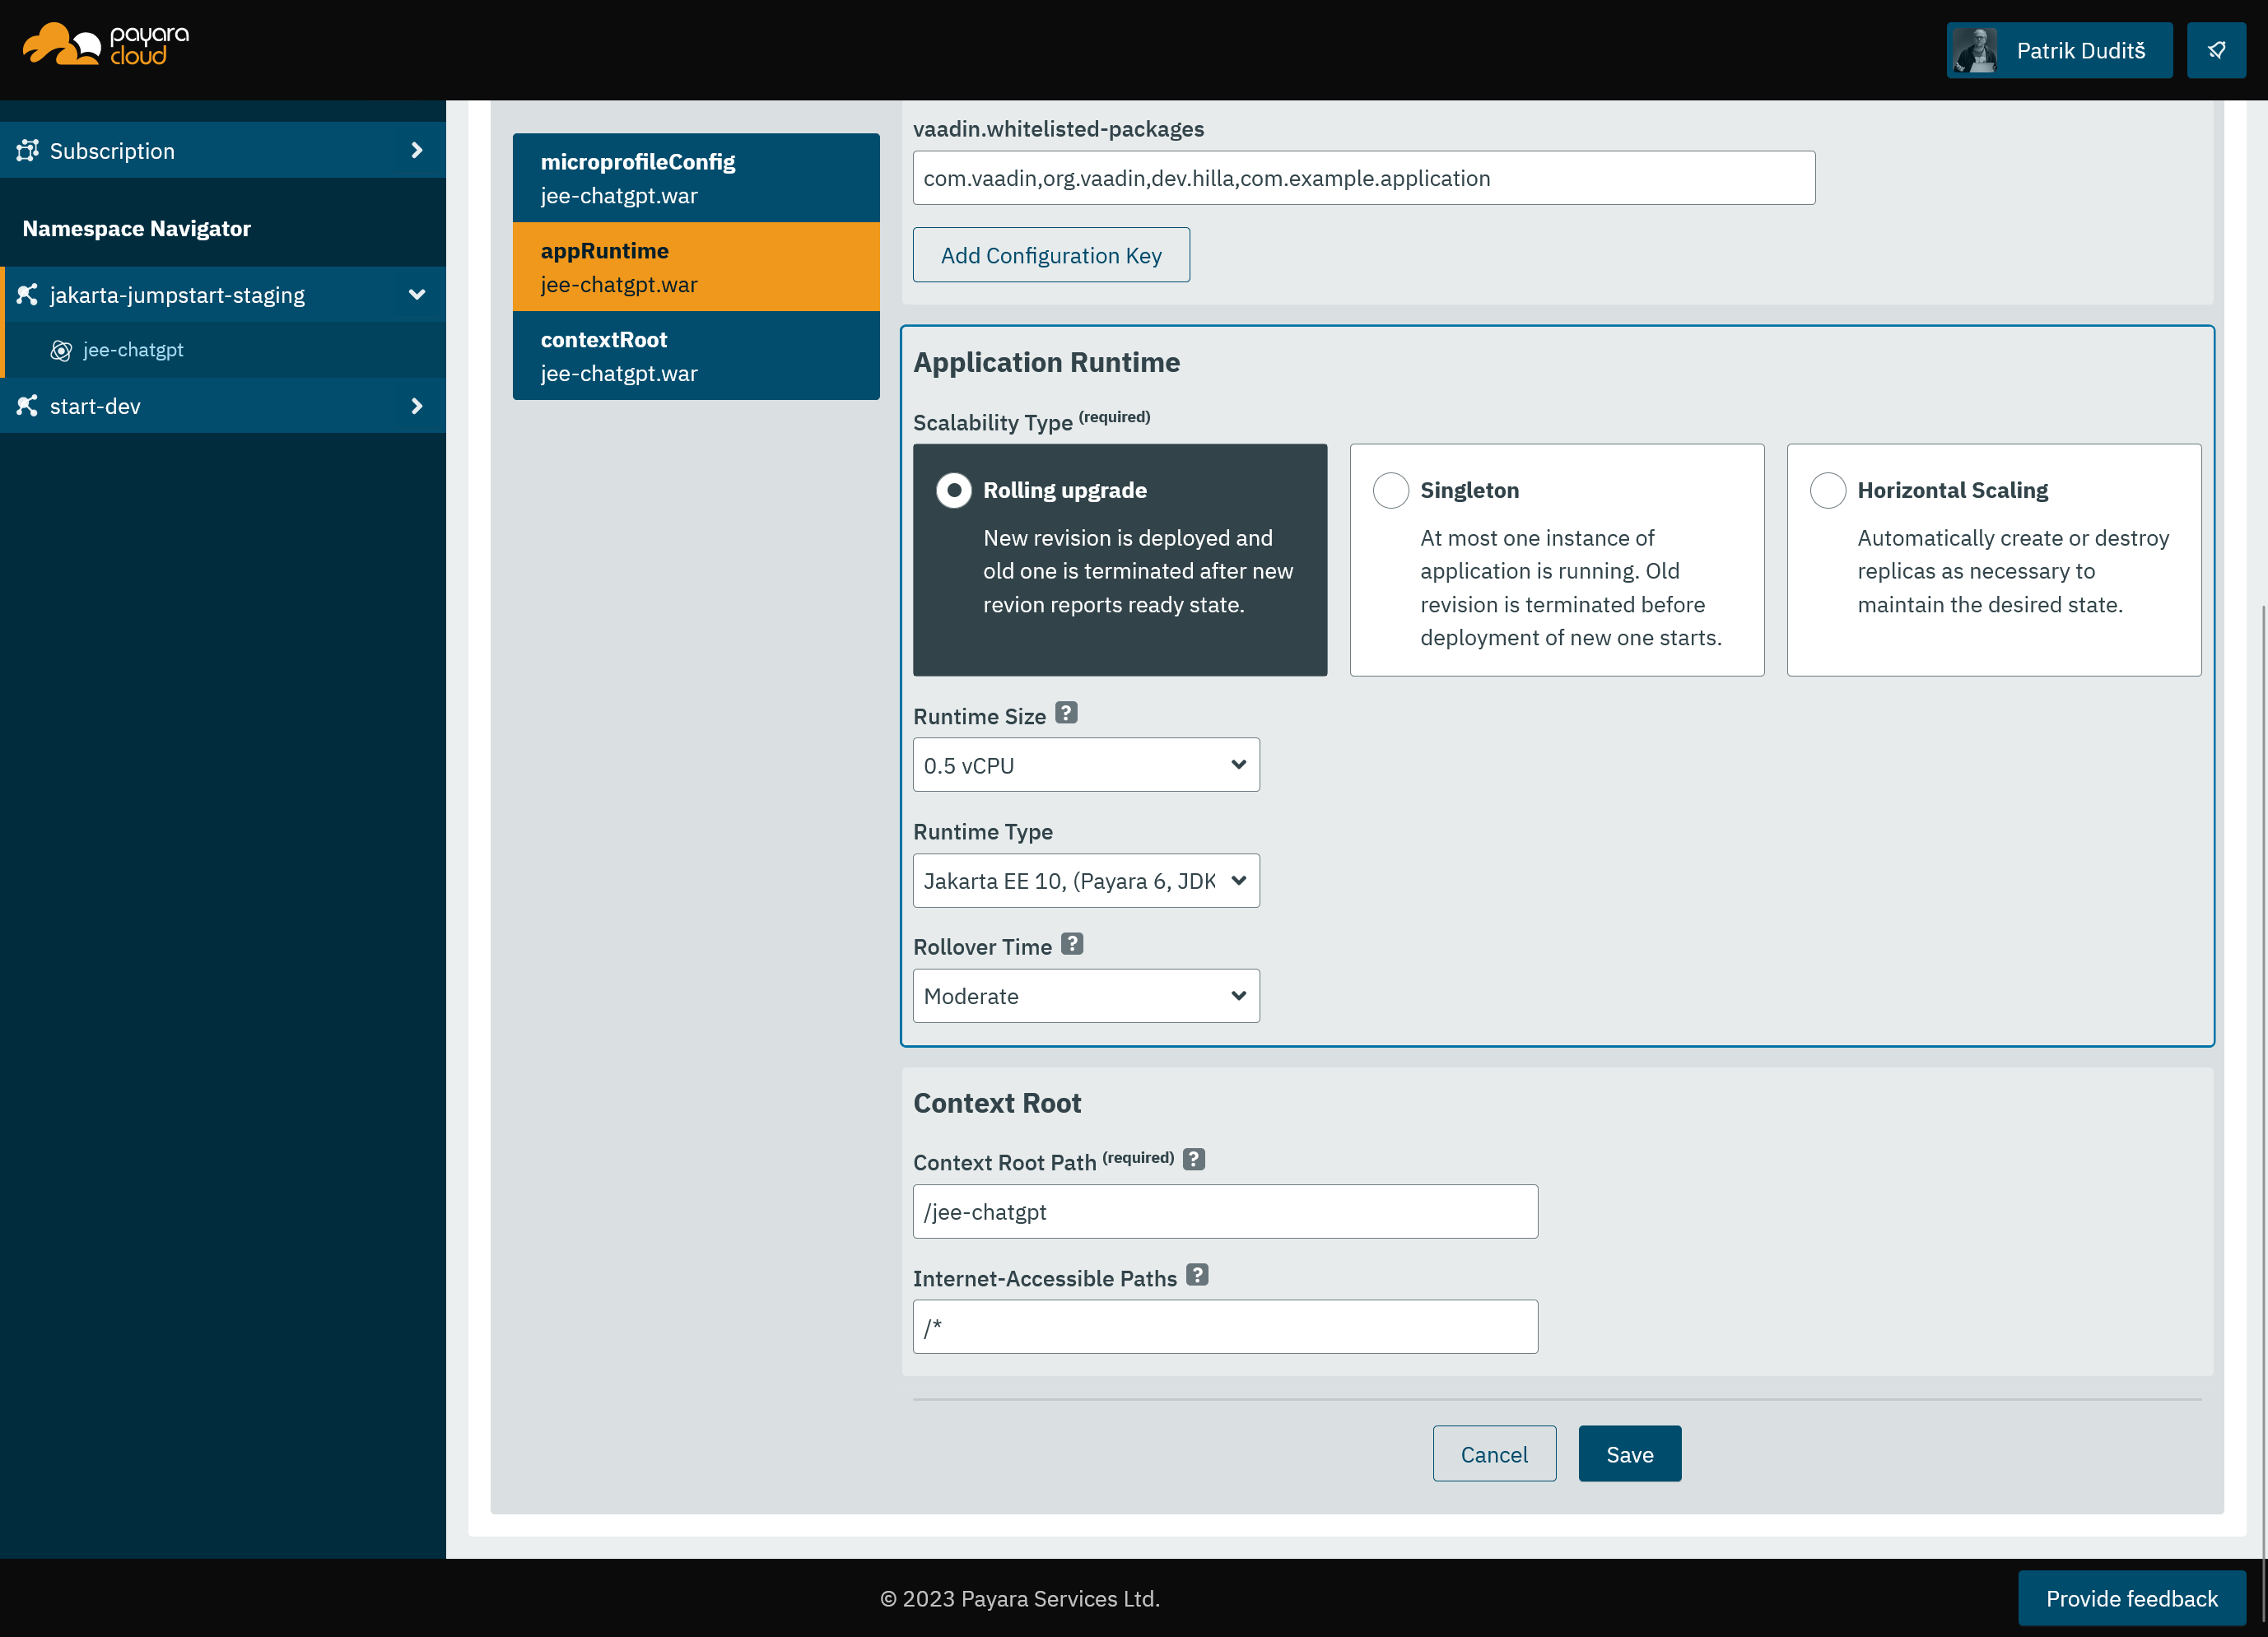 payara
cloud
Patrik Duditš
Subscription
Namespace Navigator
jakarta-jumpstart-staging
jee-chatgpt
start-dev
microprofileConfig
jee-chatgpt.war
appRuntime
jee-chatgpt.war
contextRoot
jee-chatgpt.war
vaadin.whitelisted-packages
com.vaadin,org.vaadin,dev.hilla,com.example.application
Add Configuration Key
Application Runtime
Scalability Type (required)
Rolling upgrade
New revision is deployed and
old one is terminated after new
revion reports ready state.
Singleton
At most one instance of
application is running. Old
revision is terminated before
deployment of new one starts.
Horizontal Scaling
Automatically create or destroy
replicas as necessary to
maintain the desired state.
Runtime Size ?
0.5 vCPU
Runtime Type
Jakarta EE 10, (Payara 6, JDK
Rollover Time ?
Moderate
Context Root
Context Root Path (required) ?
/jee-chatgpt
Internet-Accessible Paths ?
/*
Cancel
Save
© 2023 Payara Services Ltd.
Provide feedback